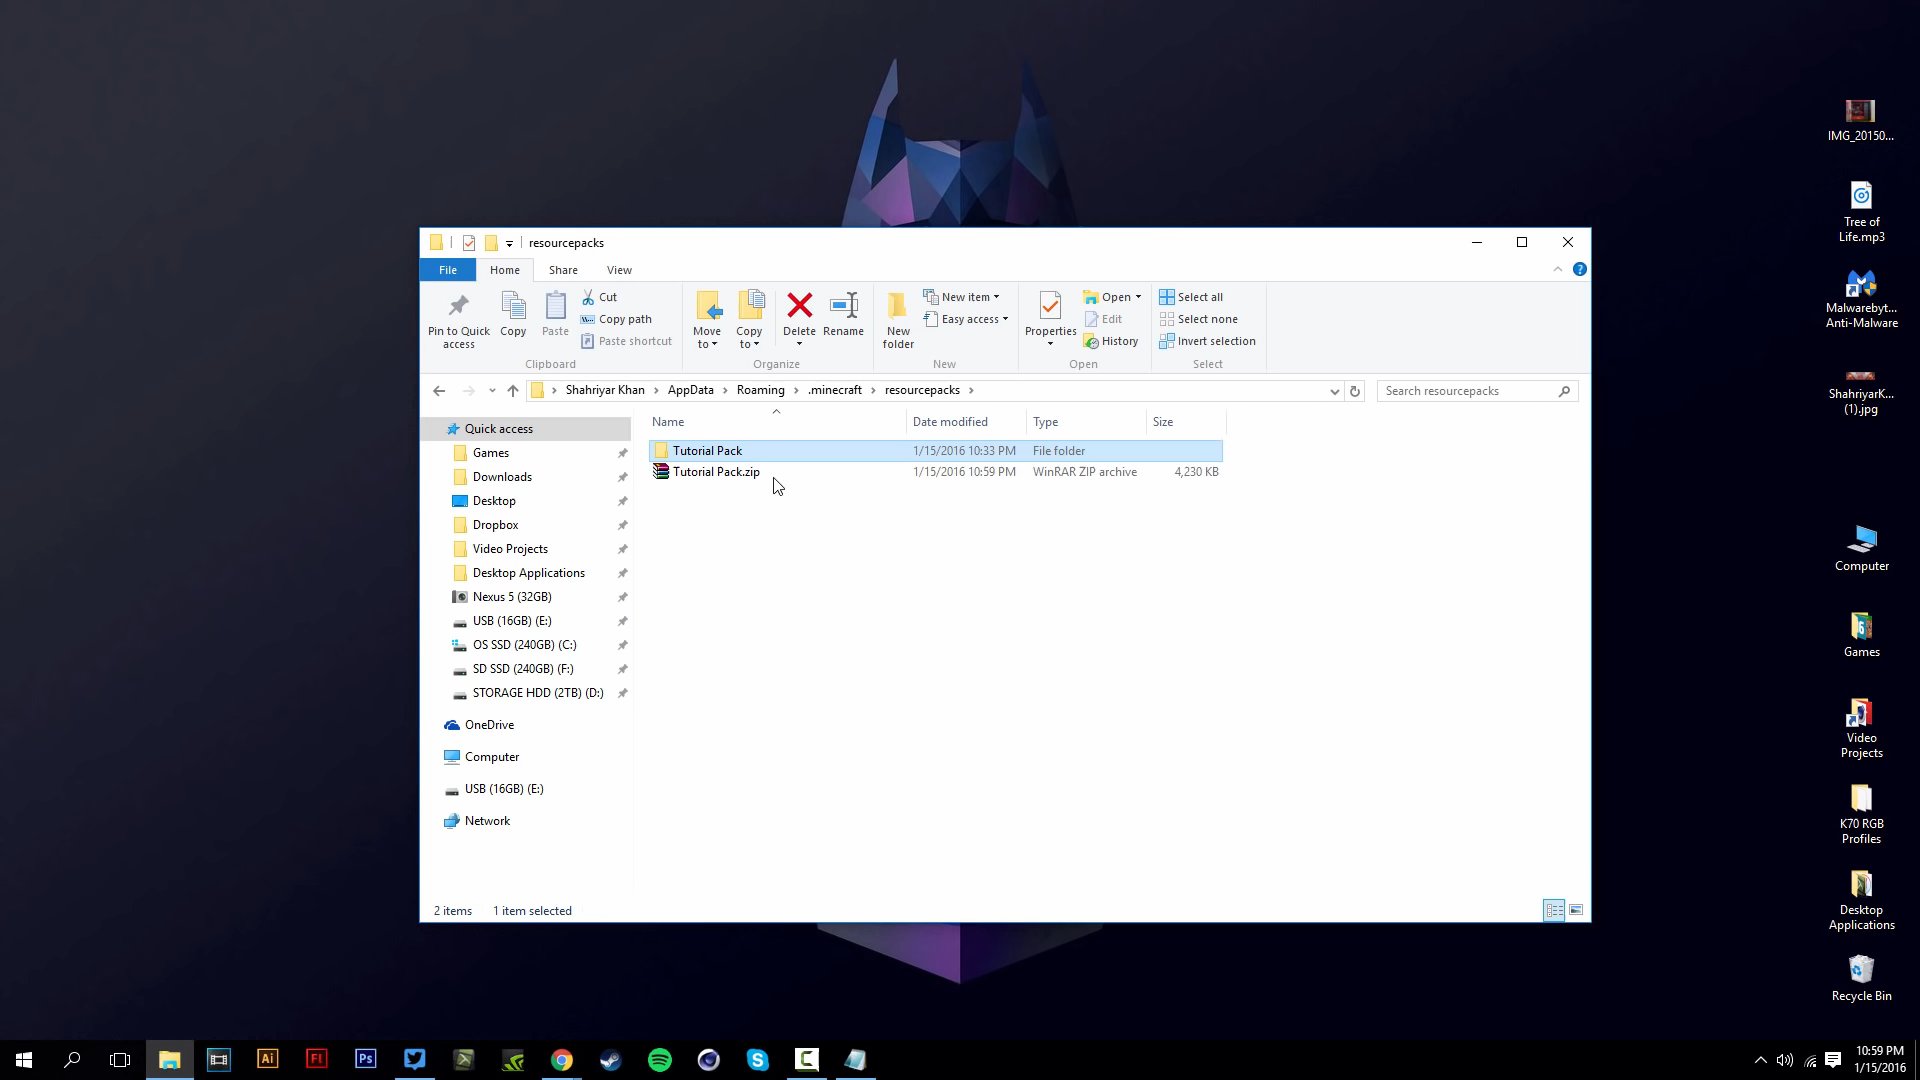 resourcepacks
File
Home
Share
View
Pin to Quick access
Copy
Paste
Cut
Copy path
Paste shortcut
Clipboard
Move to
Copy to
Delete
Rename
Organize
New folder
New item
Easy access
New
Properties
Open
Edit
History
Open
Select all
Select none
Invert selection
Select
Shahriyar Khan
AppData
Roaming
.minecraft
resourcepacks
Search resourcepacks
Name
Date modified
Type
Size
Tutorial Pack
1/15/2016 10:33 PM
File folder
Tutorial Pack.zip
1/15/2016 10:59 PM
WinRAR ZIP archive
4,230 KB
Quick access
Games
Downloads
Desktop
Dropbox
Video Projects
Desktop Applications
Nexus 5 (32GB)
USB (16GB) (E:)
OS SSD (240GB) (C:)
SD SSD (240GB) (F:)
STORAGE HDD (2TB) (D:)
OneDrive
Computer
USB (16GB) (E:)
Network
2 items
1 item selected
IMG_20150...
Tree of
Life.mp3
Malwarebyt...
Anti-Malware
ShahriyarK...
(1).jpg
Computer
Games
Video
Projects
K70 RGB
Profiles
Desktop
Applications
Recycle Bin
Ai
Fl
Ps
10:59 PM
1/15/2016